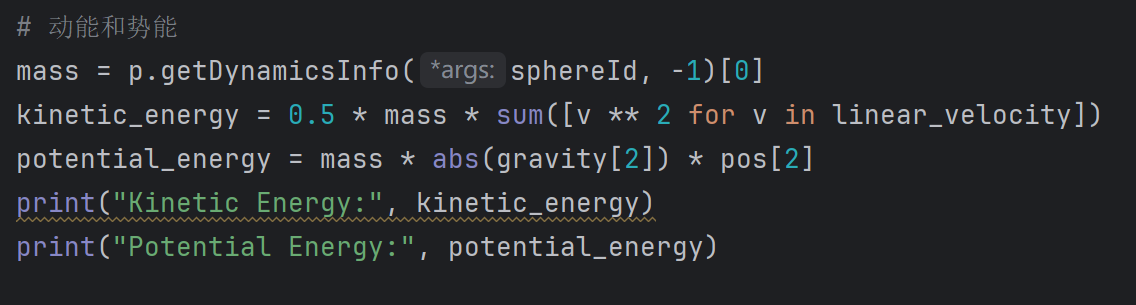 # 动能和势能
mass = p.getDynamicsInfo( *args: sphereId, -1)[0]
kinetic_energy = 0.5 * mass * sum([v ** 2 for v in linear_velocity])
potential_energy = mass * abs(gravity[2]) * pos[2]
print("Kinetic Energy:", kinetic_energy)
print("Potential Energy:", potential_energy)